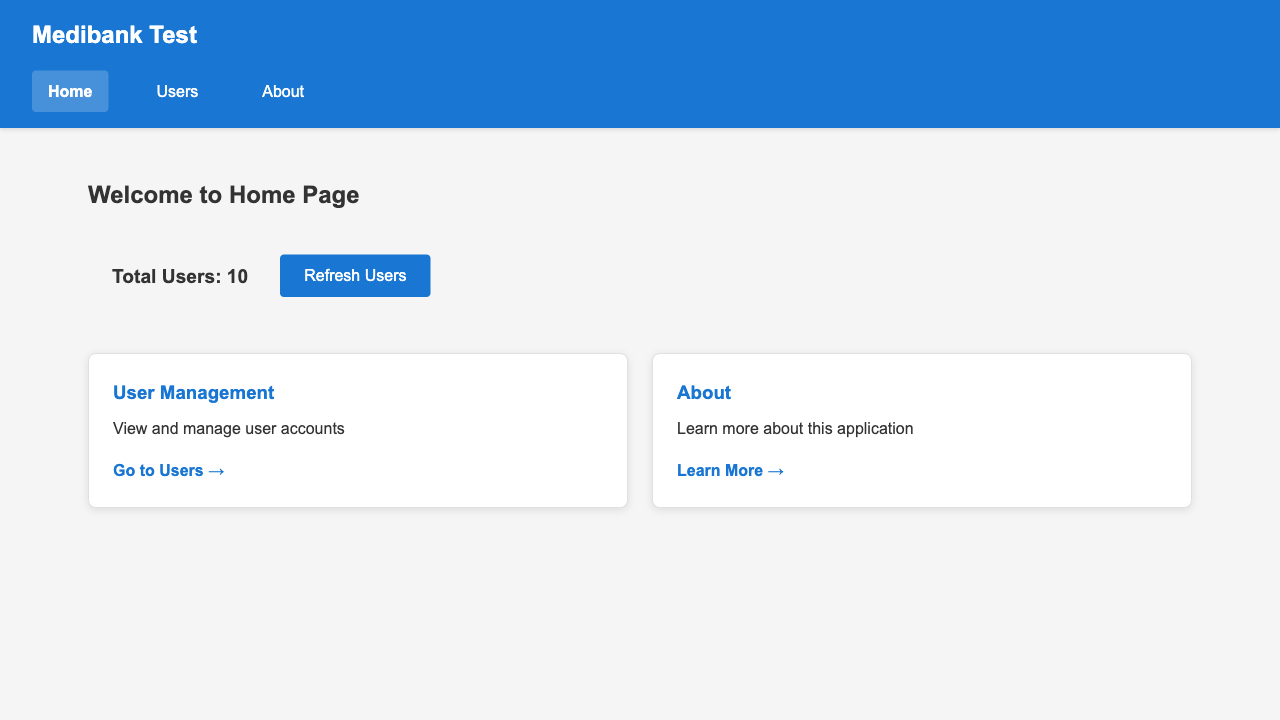 Medibank Test
Home Users About
Welcome to Home Page
Total Users: 10 Refresh Users
User Management
View and manage user accounts
Go to Users →
About
Learn more about this application
Learn More →